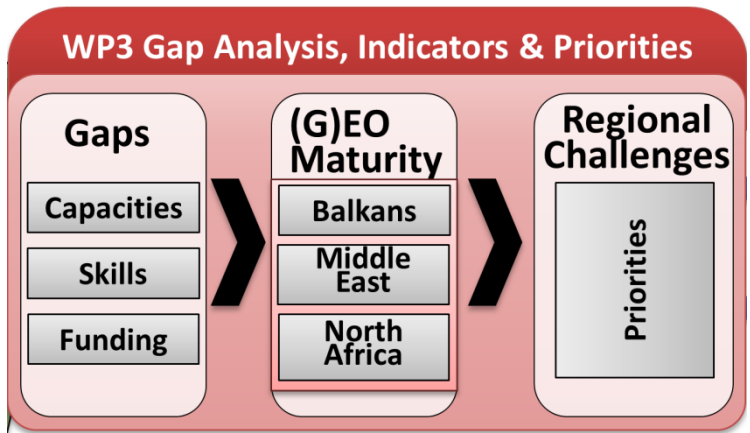 WP3 Gap Analysis, Indicators & Priorities
Gaps
Capacities
Skills
Funding
(G)EO
Maturity
Balkans
Middle
East
North
Africa
Regional
Challenges
Priorities